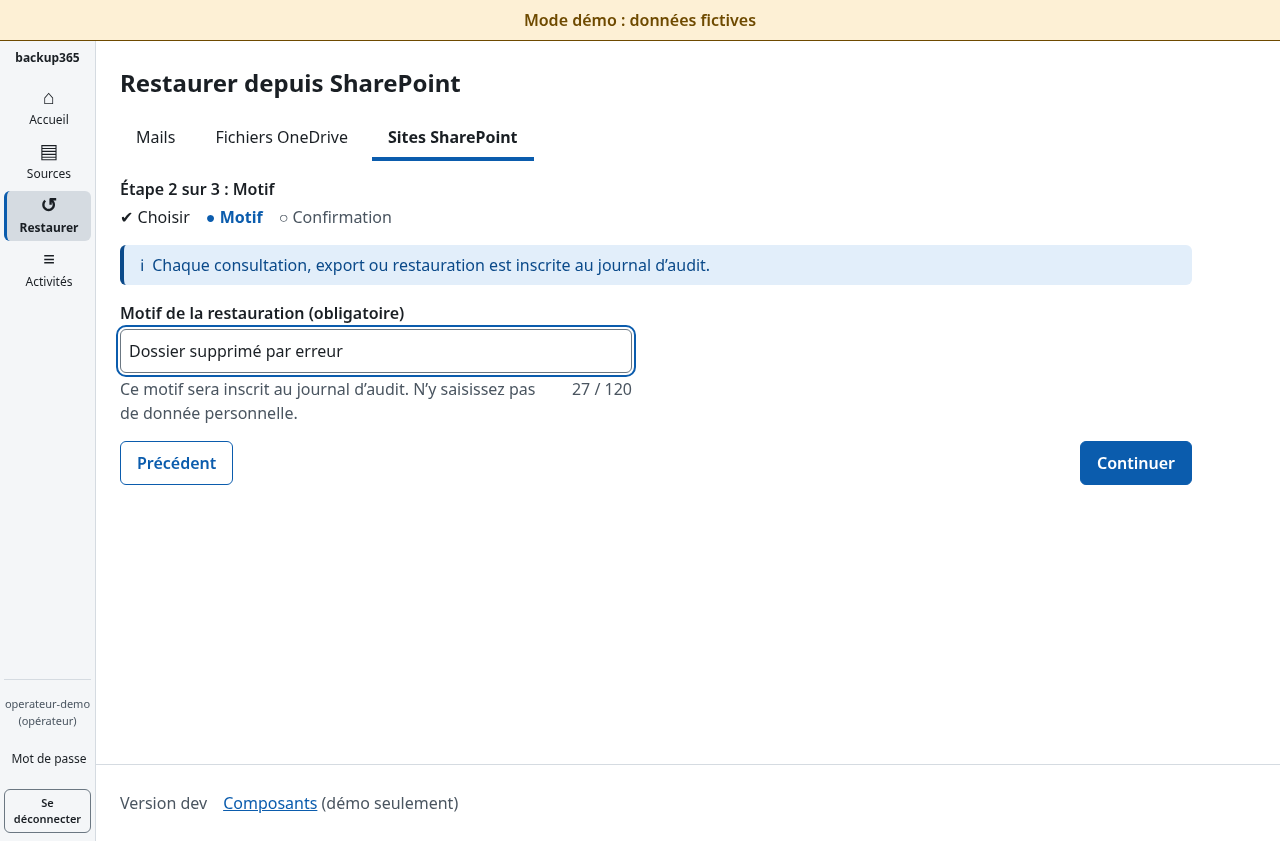 Mode démo : données fictives
backup365
Accueil
Sources
Restaurer
Activités
operateur-demo
(opérateur)
Mot de passe
Se
déconnecter
Restaurer depuis SharePoint
Mails Fichiers OneDrive Sites SharePoint
Étape 2 sur 3 : Motif
✔ Choisir ● Motif ○ Confirmation
i Chaque consultation, export ou restauration est inscrite au journal d’audit.
Motif de la restauration (obligatoire)
Dossier supprimé par erreur
Ce motif sera inscrit au journal d’audit. N’y saisissez pas 27 / 120
de donnée personnelle.
Précédent Continuer
Version dev Composants (démo seulement)